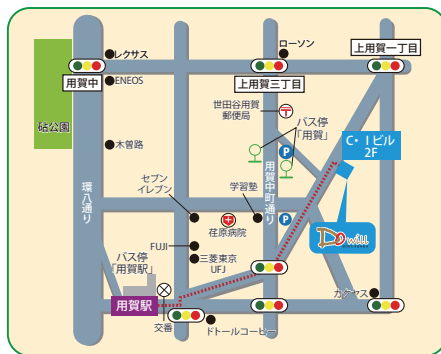 レクサス
ローソン
上用賀一丁目
用賀中
ENEOS
上用賀三丁目
砧公園
世田谷用賀
郵便局
バス停
「用賀」
木曽路
P
C・Iビル
2F
環八通り
用賀中町通り
セブン
イレブン
学習塾
荏原病院
P
Do will
バス停
「用賀駅」
FUJI
三菱東京
UFJ
カクヤス
用賀駅
交番
ドトールコーヒー